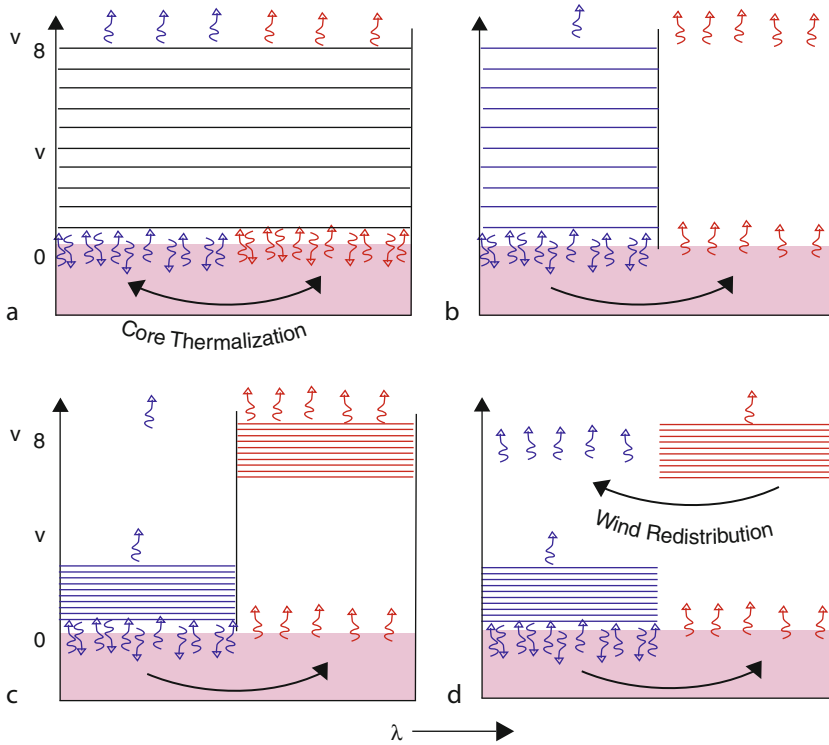 v
8
v
0
a
Core Thermalization
b
v
8
v
0
c
Wind Redistribution
d
λ